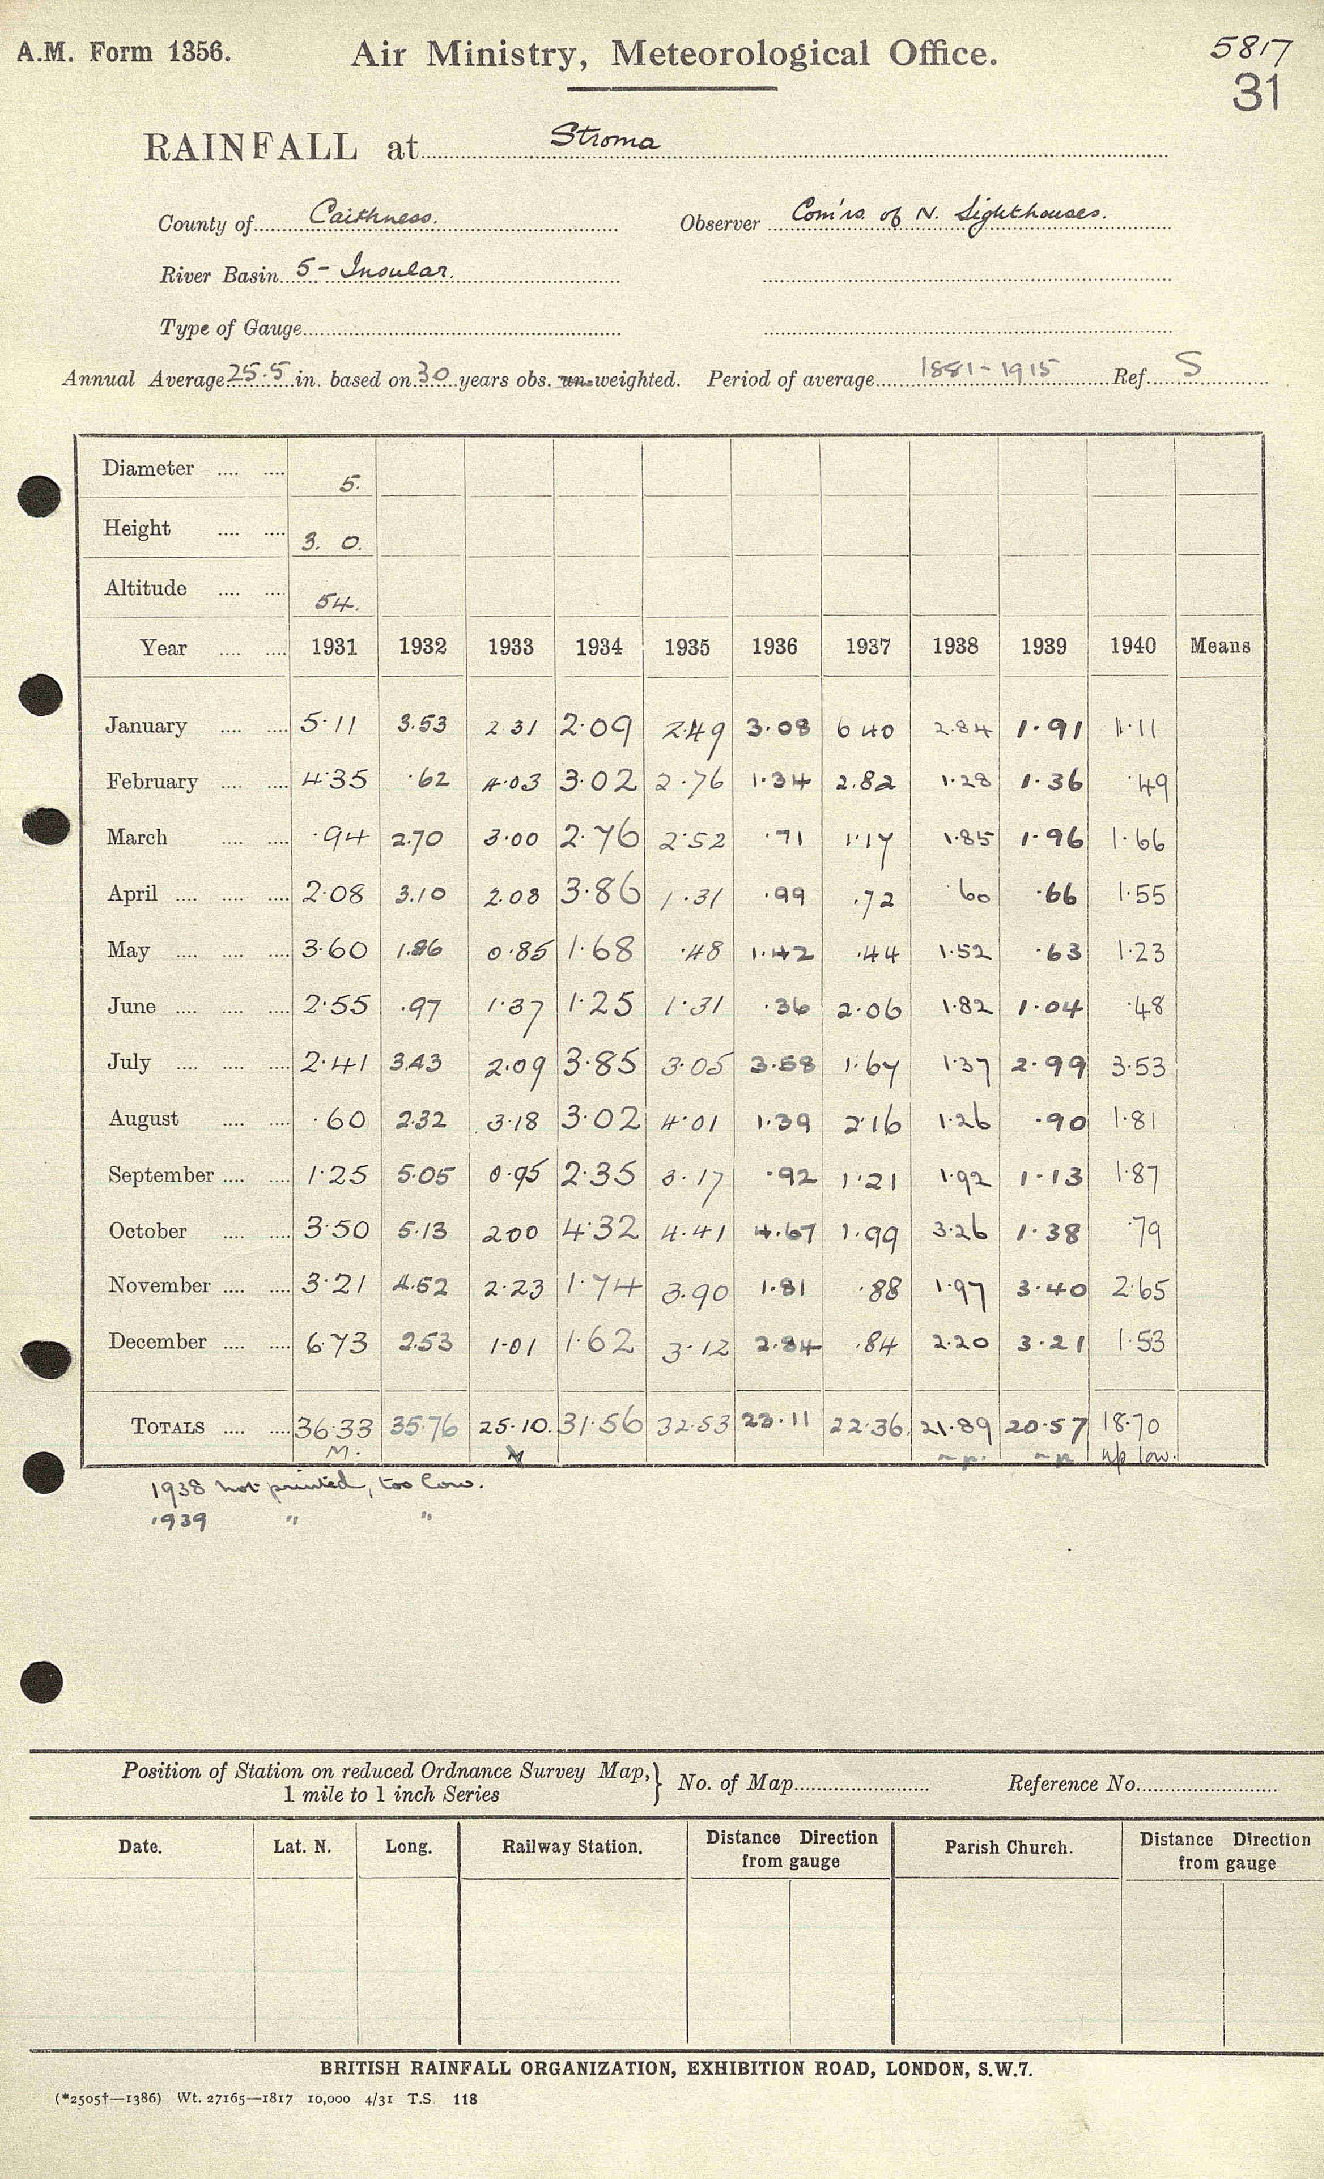 A.M. Form 1356. Air Ministry, Meteorological Office. 5817
31
RAINFALL at Stroma
County of Caithness. Observer Com'rs. of N. Lighthouses.
River Basin 5 - Insular.
Type of Gauge
Annual Average 25.5 in. based on 30 years obs. un-weighted. Period of average 1881-1915 Ref. S
Diameter 5.
Height 3. 0.
Altitude 54.
Year 1931 1932 1933 1934 1935 1936 1937 1938 1939 1940 Means
January 5.11 3.53 2 31 2.09 2.49 3.08 6 40 2.84 1.91 1.11
February 4.35 .62 4.03 3.02 2.76 1.34 2.82 1.28 1.36 .49
March .94 2.70 3.00 2.76 2.52 .71 1.17 1.85 1.96 1.66
April 2.08 3.10 2.08 3.86 1.31 .99 .72 .60 .66 1.55
May 3.60 1.86 0.85 1.68 .48 1.42 .44 1.52 .63 1.23
June 2.55 .97 1.37 1.25 1.31 .36 2.06 1.82 1.04 .48
July 2.41 3.43 2.09 3.85 3.05 3.58 1.67 1.37 2.99 3.53
August .60 2.32 3.18 3.02 4.01 1.39 2.16 1.26 .90 1.81
September 1.25 5.05 0.95 2.35 3.17 .92 1.21 1.92 1.13 1.87
October 3.50 5.13 2.00 4.32 4.41 4.67 1.99 3.26 1.38 .79
November 3.21 4.52 2.23 1.74 3.90 1.81 .88 1.97 3.40 2.65
December 6.73 2.53 1.01 1.62 3.12 2.84 .84 2.20 3.21 1.53
TOTALS 36.33 35.76 25.10. 31.56 32.53 23.11 22.36 21.89 20.57 18.70
M. n.p. n.p. n/p low.
1938 not printed, too low.
1939 " "
Position of Station on reduced Ordnance Survey Map, } No. of Map Reference No.
1 mile to 1 inch Series
Date. Lat. N. Long. Railway Station. Distance Direction Parish Church. Distance Direction
from gauge from gauge
BRITISH RAINFALL ORGANIZATION, EXHIBITION ROAD, LONDON, S.W.7.
(*2505†—1386) Wt. 27165—1817 10,000 4/31 T.S. 118